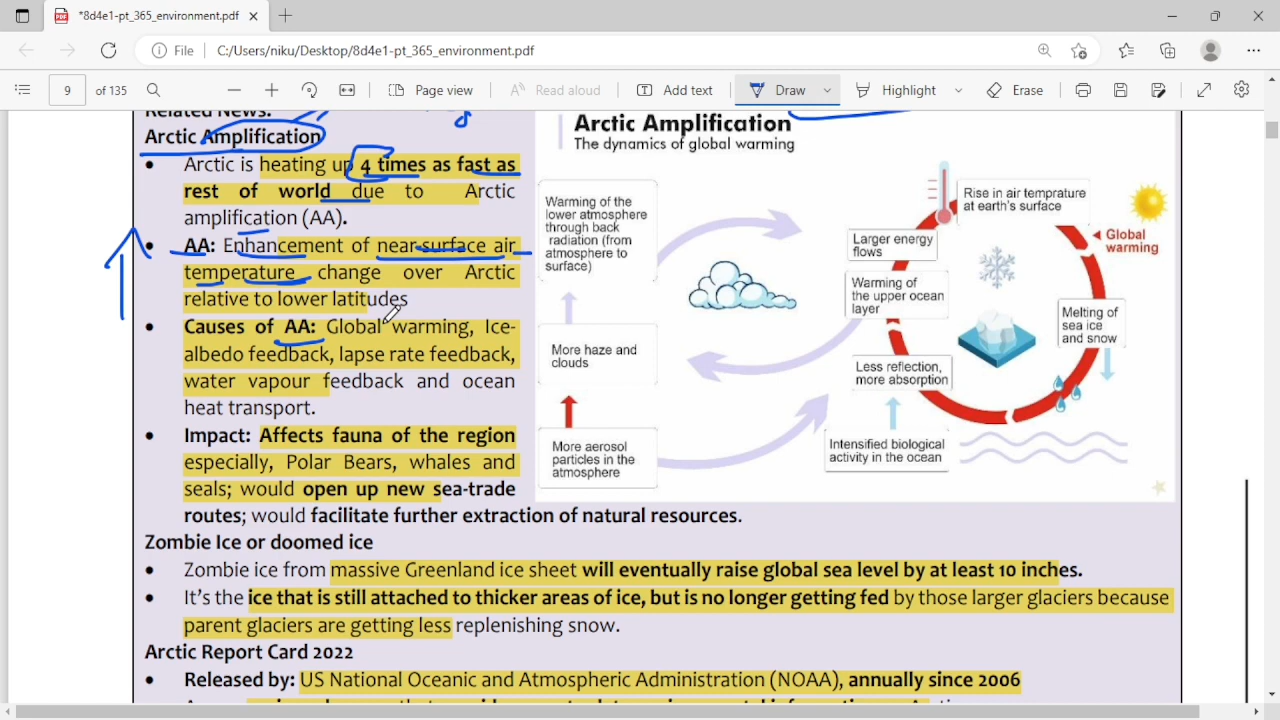 *8d4e1-pt_365_environment.pdf
File C:/Users/niku/Desktop/8d4e1-pt_365_environment.pdf
9 of 135 Page view Read aloud Add text Draw Highlight Erase
Related News:
Arctic Amplification
• Arctic is heating up 4 times as fast as
rest of world due to Arctic
amplification (AA).
• AA: Enhancement of near-surface air
temperature change over Arctic
relative to lower latitudes
• Causes of AA: Global warming, Ice-
albedo feedback, lapse rate feedback,
water vapour feedback and ocean
heat transport.
• Impact: Affects fauna of the region
especially, Polar Bears, whales and
seals; would open up new sea-trade
routes; would facilitate further extraction of natural resources.
Arctic Amplification
The dynamics of global warming
Warming of the
lower atmosphere
through back
radiation (from
atmosphere to
surface)
More haze and
clouds
More aerosol
particles in the
atmosphere
Rise in air temprature
at earth's surface
Global
warming
Larger energy
flows
Warming of
the upper ocean
layer
Melting of
sea ice
and snow
Less reflection,
more absorption
Intensified biological
activity in the ocean
Zombie Ice or doomed ice
• Zombie ice from massive Greenland ice sheet will eventually raise global sea level by at least 10 inches.
• It's the ice that is still attached to thicker areas of ice, but is no longer getting fed by those larger glaciers because
parent glaciers are getting less replenishing snow.
Arctic Report Card 2022
• Released by: US National Oceanic and Atmospheric Administration (NOAA), annually since 2006